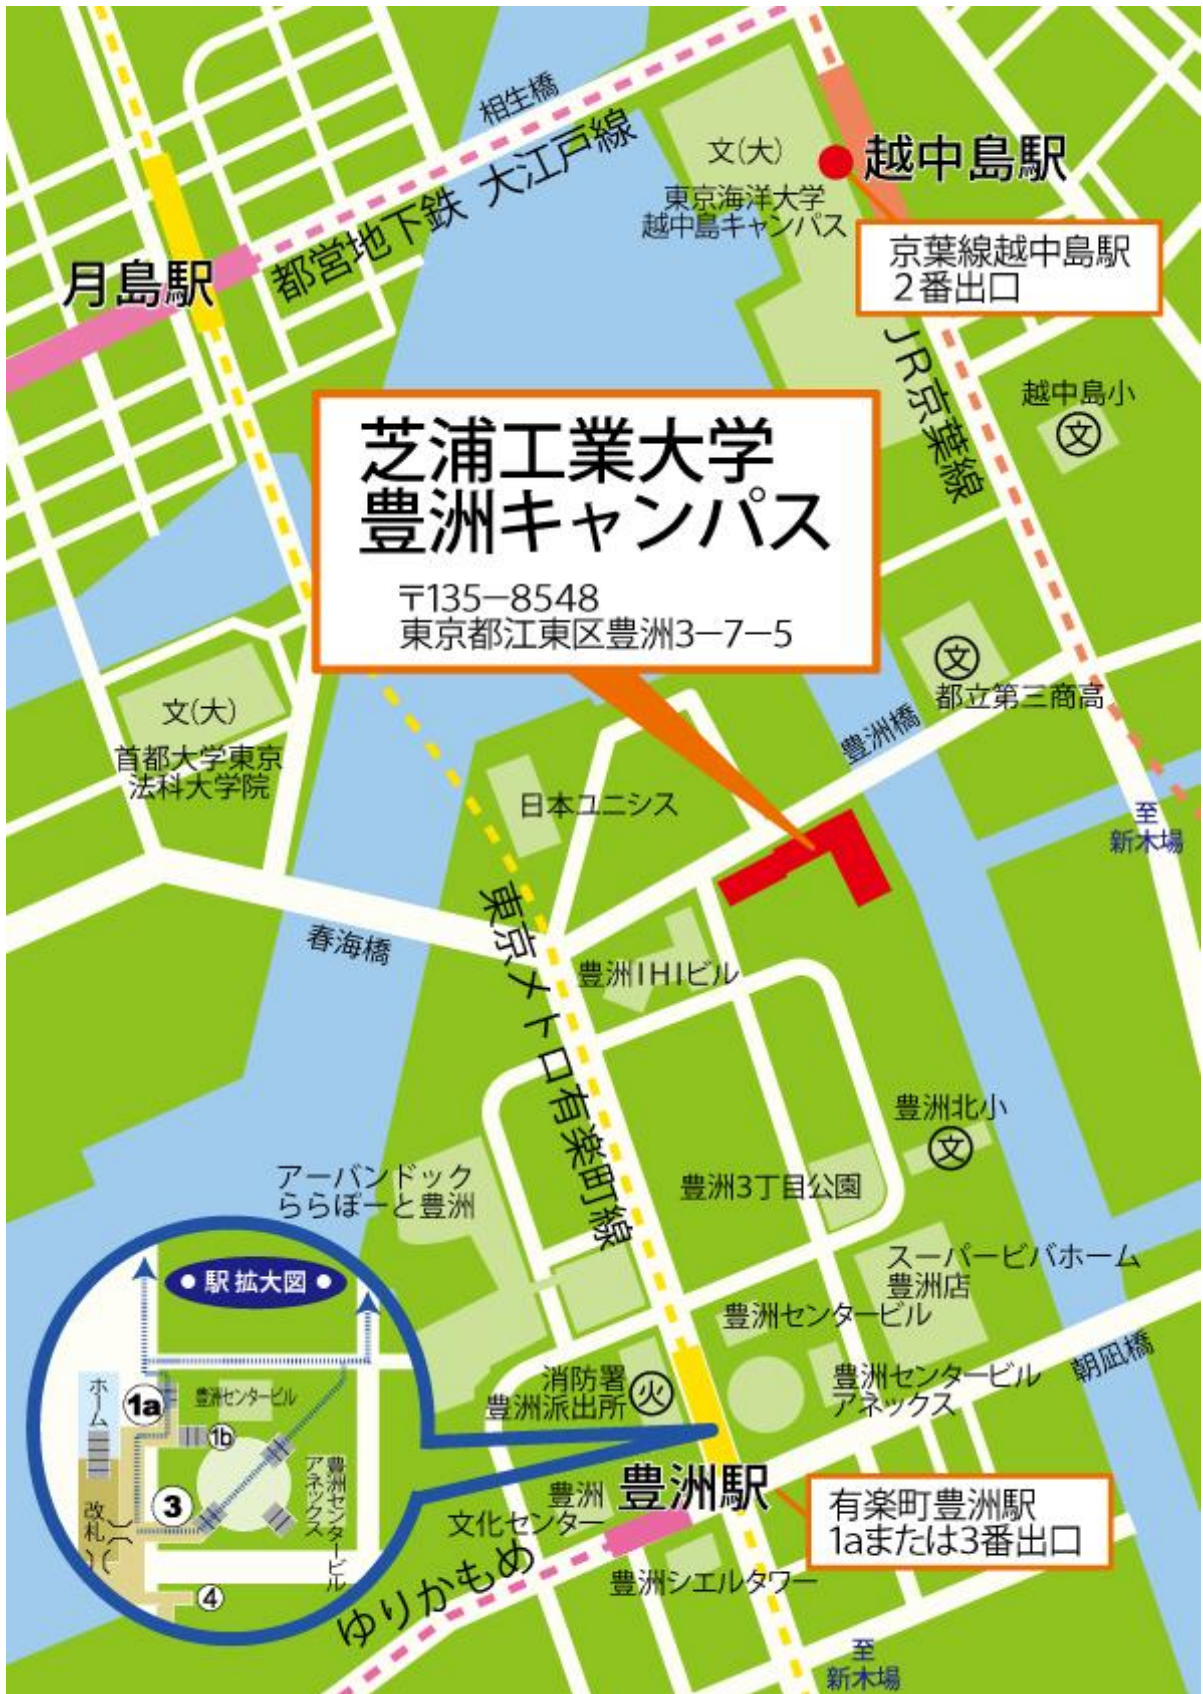 相生橋
都営地下鉄 大江戸線
文(大)
東京海洋大学
越中島キャンパス
越中島駅
京葉線越中島駅
2番出口
月島駅
JR京葉線
越中島小
文
芝浦工業大学
豊洲キャンパス
〒135−8548
東京都江東区豊洲3−7−5
文
都立第三商高
文(大)
首都大学東京
法科大学院
豊洲橋
日本ユニシス
至
新木場
東京メトロ有楽町線
春海橋
豊洲IHIビル
豊洲北小
文
豊洲3丁目公園
アーバンドック
ららぽーと豊洲
スーパービバホーム
豊洲店
豊洲センタービル
朝凪橋
豊洲センタービル
アネックス
消防署
豊洲派出所
火
●駅 拡大図●
ホーム
1a
豊洲センタービル
1b
3
改札
豊洲センタービル
アネックス
4
豊洲
文化センター
豊洲駅
有楽町豊洲駅
1aまたは3番出口
ゆりかもめ
豊洲シエルタワー
至
新木場